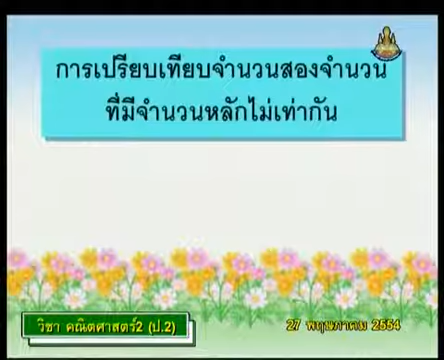 การเปรียบเทียบจำนวนสองจำนวน
ที่มีจำนวนหลักไม่เท่ากัน
วิชา คณิตศาสตร์2 (ป.2)
27 พฤษภาคม 2554